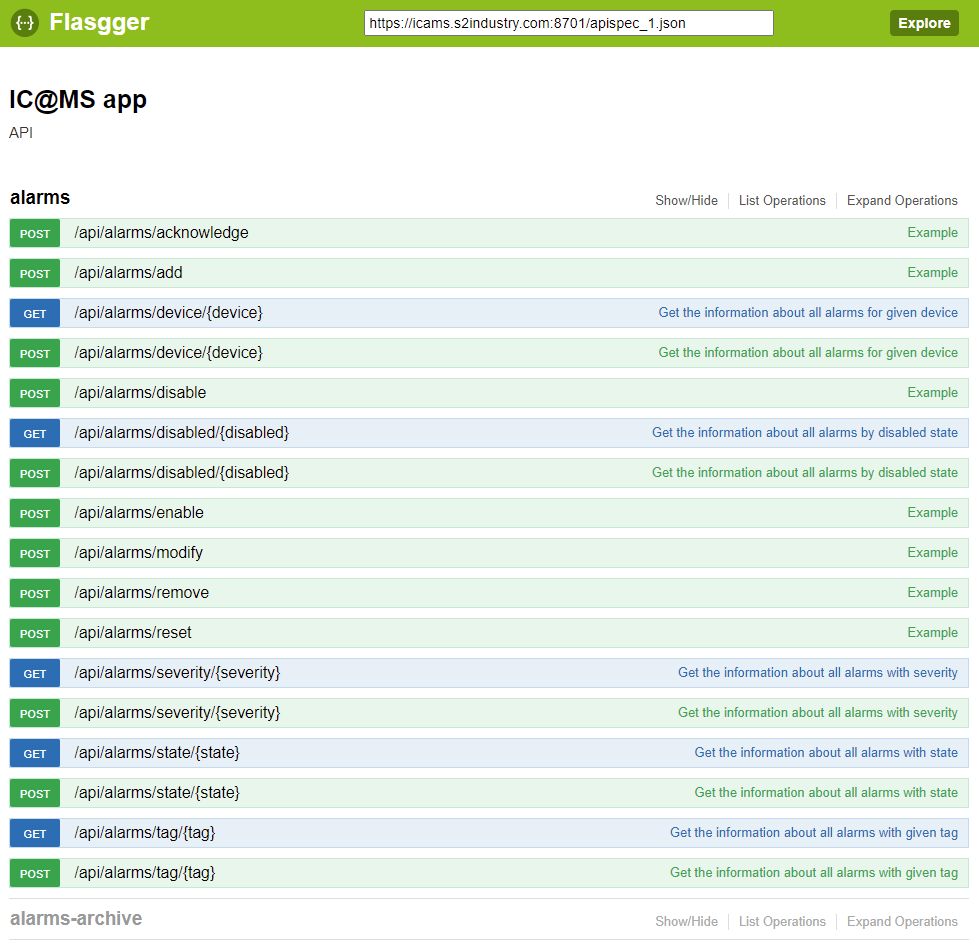 {···} Flasgger https://icams.s2industry.com:8701/apispec_1.json Explore
IC@MS app
API
alarms Show/Hide List Operations Expand Operations
POST /api/alarms/acknowledge Example
POST /api/alarms/add Example
GET /api/alarms/device/{device} Get the information about all alarms for given device
POST /api/alarms/device/{device} Get the information about all alarms for given device
POST /api/alarms/disable Example
GET /api/alarms/disabled/{disabled} Get the information about all alarms by disabled state
POST /api/alarms/disabled/{disabled} Get the information about all alarms by disabled state
POST /api/alarms/enable Example
POST /api/alarms/modify Example
POST /api/alarms/remove Example
POST /api/alarms/reset Example
GET /api/alarms/severity/{severity} Get the information about all alarms with severity
POST /api/alarms/severity/{severity} Get the information about all alarms with severity
GET /api/alarms/state/{state} Get the information about all alarms with state
POST /api/alarms/state/{state} Get the information about all alarms with state
GET /api/alarms/tag/{tag} Get the information about all alarms with given tag
POST /api/alarms/tag/{tag} Get the information about all alarms with given tag
alarms-archive Show/Hide List Operations Expand Operations